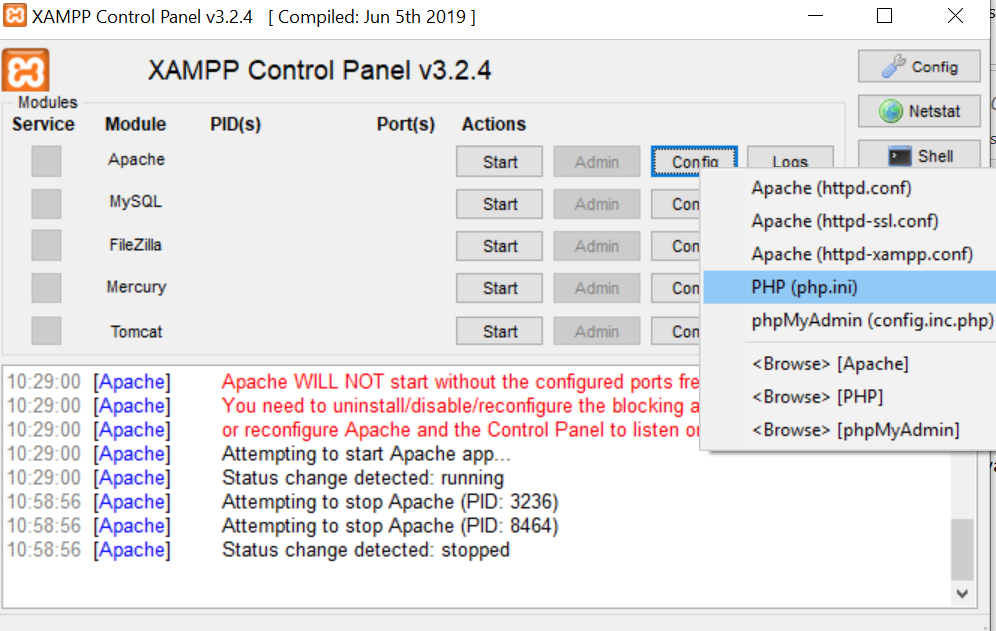 XAMPP Control Panel v3.2.4 [ Compiled: Jun 5th 2019 ]
XAMPP Control Panel v3.2.4
Config
Netstat
Shell
Modules
Service Module PID(s) Port(s) Actions
Apache Start Admin Config Logs
MySQL Start Admin Con
FileZilla Start Admin Con
Mercury Start Admin Con
Tomcat Start Admin Con
Apache (httpd.conf)
Apache (httpd-ssl.conf)
Apache (httpd-xampp.conf)
PHP (php.ini)
phpMyAdmin (config.inc.php)
<Browse> [Apache]
<Browse> [PHP]
<Browse> [phpMyAdmin]
10:29:00 [Apache] Apache WILL NOT start without the configured ports fre
10:29:00 [Apache] You need to uninstall/disable/reconfigure the blocking a
10:29:00 [Apache] or reconfigure Apache and the Control Panel to listen o
10:29:00 [Apache] Attempting to start Apache app...
10:29:00 [Apache] Status change detected: running
10:58:56 [Apache] Attempting to stop Apache (PID: 3236)
10:58:56 [Apache] Attempting to stop Apache (PID: 8464)
10:58:56 [Apache] Status change detected: stopped